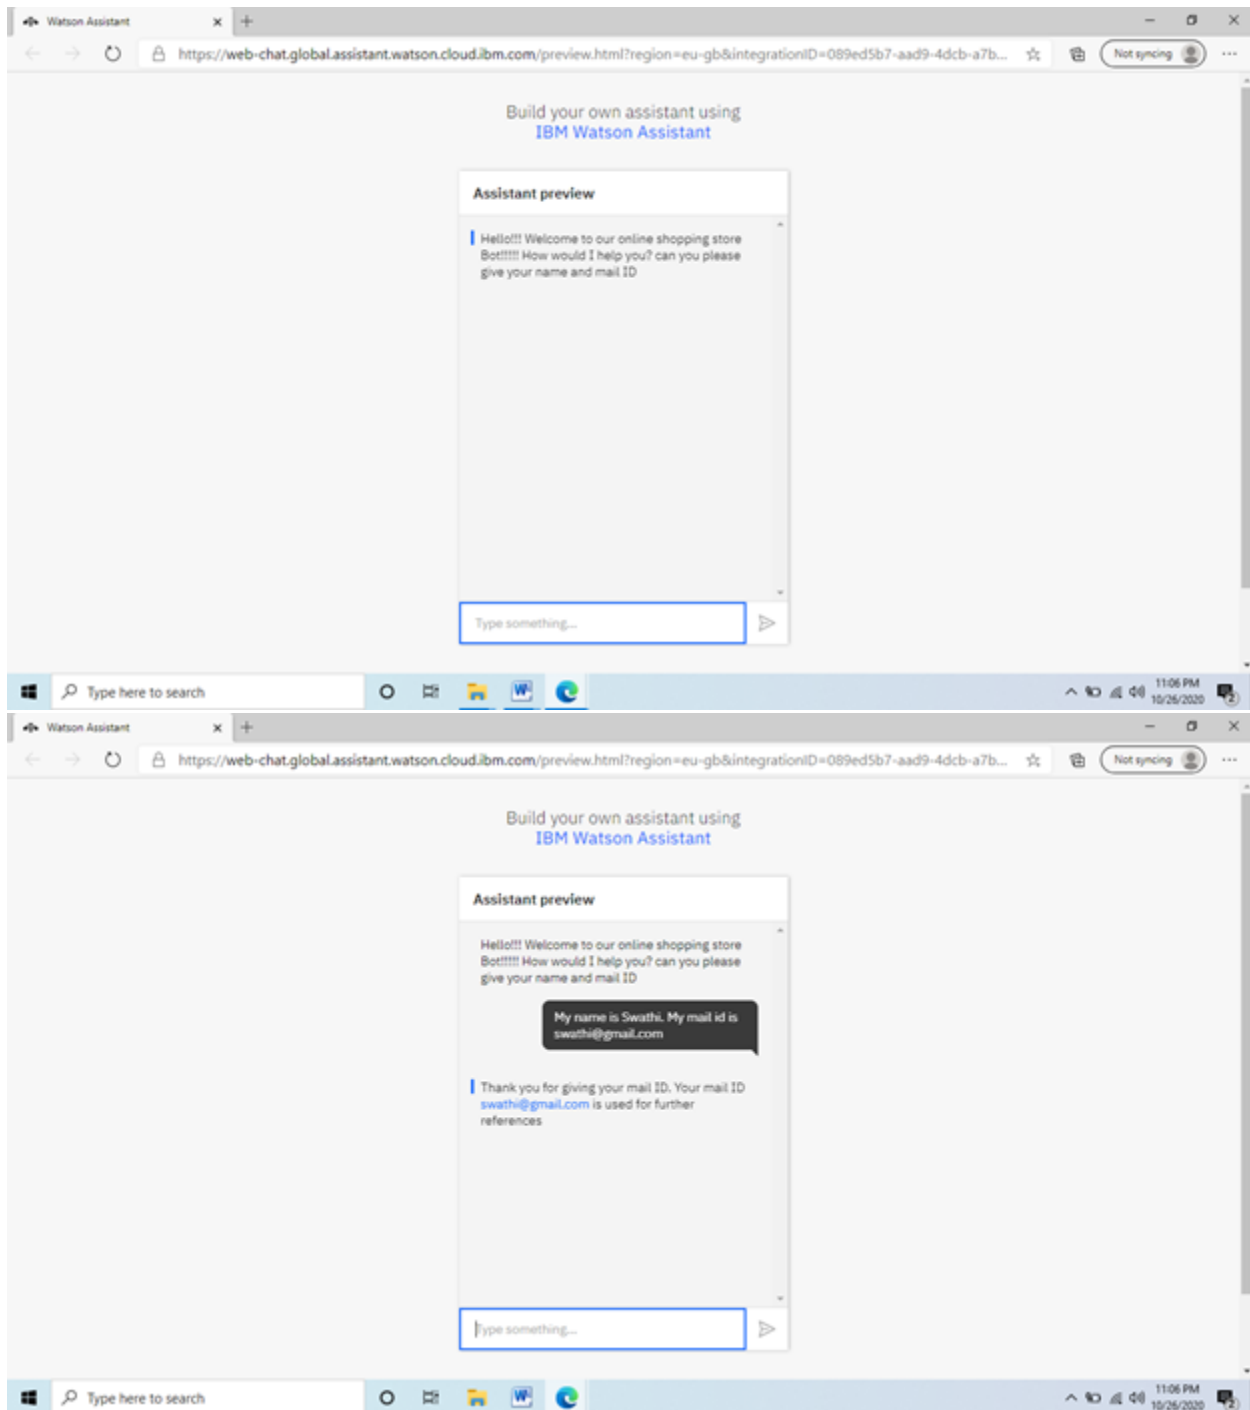 Watson Assistant
https://web-chat.global.assistant.watson.cloud.ibm.com/preview.html?region=eu-gb&integrationID=089ed5b7-aad9-4dcb-a7b...
Not syncing
Build your own assistant using
IBM Watson Assistant
Assistant preview
Hello!!! Welcome to our online shopping store
Bot!!!!! How would I help you? can you please
give your name and mail ID
Type something...
Type here to search
11:06 PM
10/26/2020
2
Watson Assistant
https://web-chat.global.assistant.watson.cloud.ibm.com/preview.html?region=eu-gb&integrationID=089ed5b7-aad9-4dcb-a7b...
Not syncing
Build your own assistant using
IBM Watson Assistant
Assistant preview
Hello!!! Welcome to our online shopping store
Bot!!!!! How would I help you? can you please
give your name and mail ID
My name is Swathi. My mail id is
swathi@gmail.com
Thank you for giving your mail ID. Your mail ID
swathi@gmail.com is used for further
references
Type something...
Type here to search
11:06 PM
10/26/2020
2